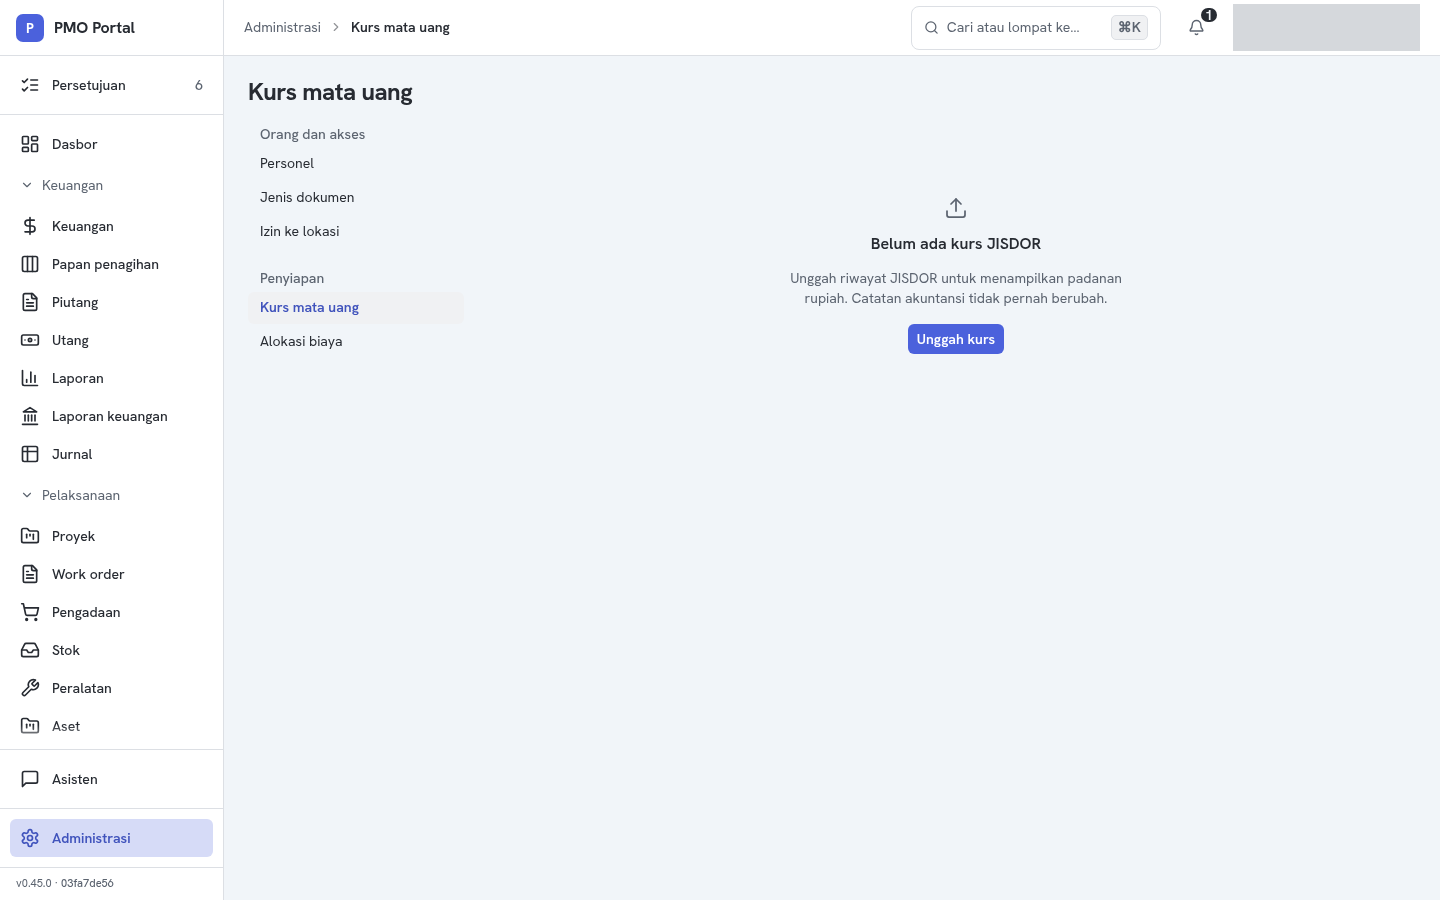 P PMO Portal
Administrasi > Kurs mata uang
Cari atau lompat ke... ⌘K
1
Persetujuan 6
Dasbor
Keuangan
Keuangan
Papan penagihan
Piutang
Utang
Laporan
Laporan keuangan
Jurnal
Pelaksanaan
Proyek
Work order
Pengadaan
Stok
Peralatan
Aset
Asisten
Administrasi
v0.45.0 · 03fa7de56
Kurs mata uang
Orang dan akses
Personel
Jenis dokumen
Izin ke lokasi
Penyiapan
Kurs mata uang
Alokasi biaya
Belum ada kurs JISDOR
Unggah riwayat JISDOR untuk menampilkan padanan
rupiah. Catatan akuntansi tidak pernah berubah.
Unggah kurs